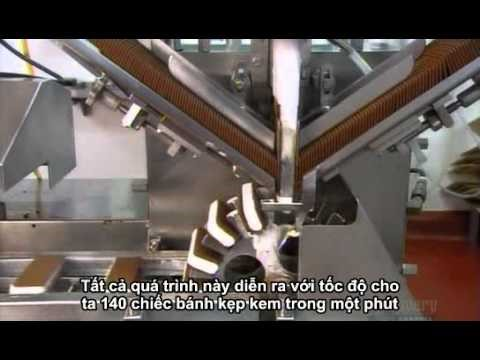 Tất cả quá trình này diễn ra với tốc độ cho
ta 140 chiếc bánh kẹp kem trong một phút